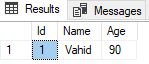 Results Messages
Id Name Age
1 1 Vahid 90